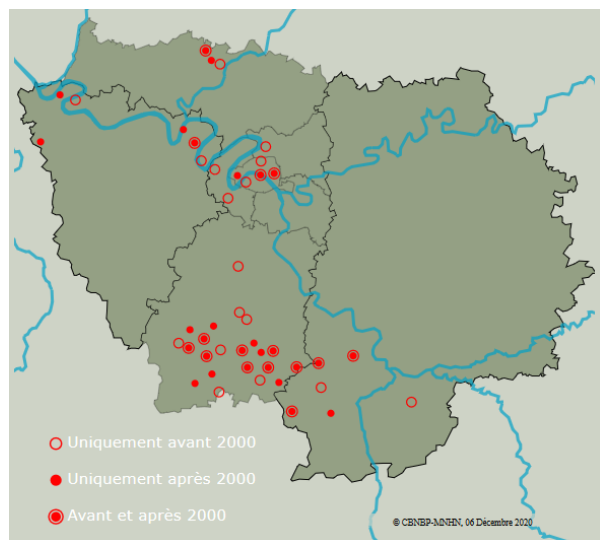 Uniquement avant 2000
Uniquement après 2000
Avant et après 2000
© CBNBP-MNHN, 06 Décembre 2020